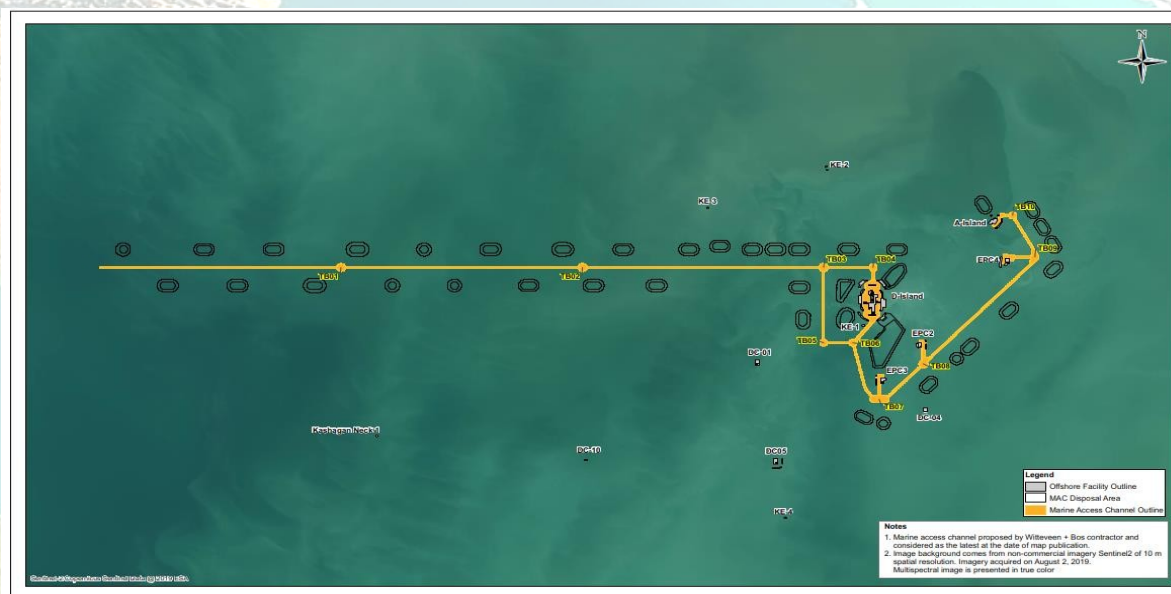 N
KE-2
KE-3
TB10
A-Island
TB09
EPC4
TB01
TB02
TB03
TB04
D-Island
KE-1
TB05
TB06
EPC2
DC-01
TB08
EPC3
TB07
DC-04
DC-10
DC05
KE-4
Legend
Offshore Facility Outline
MAC Disposal Area
Marine Access Channel Outline
Notes
1. Marine access channel proposed by Witteveen + Bos contractor and
considered as the latest at the date of map publication.
2. Image background comes from non-commercial imagery Sentinel2 of 10 m
spatial resolution. Imagery acquired on August 2, 2019.
Multispectral image is presented in true color